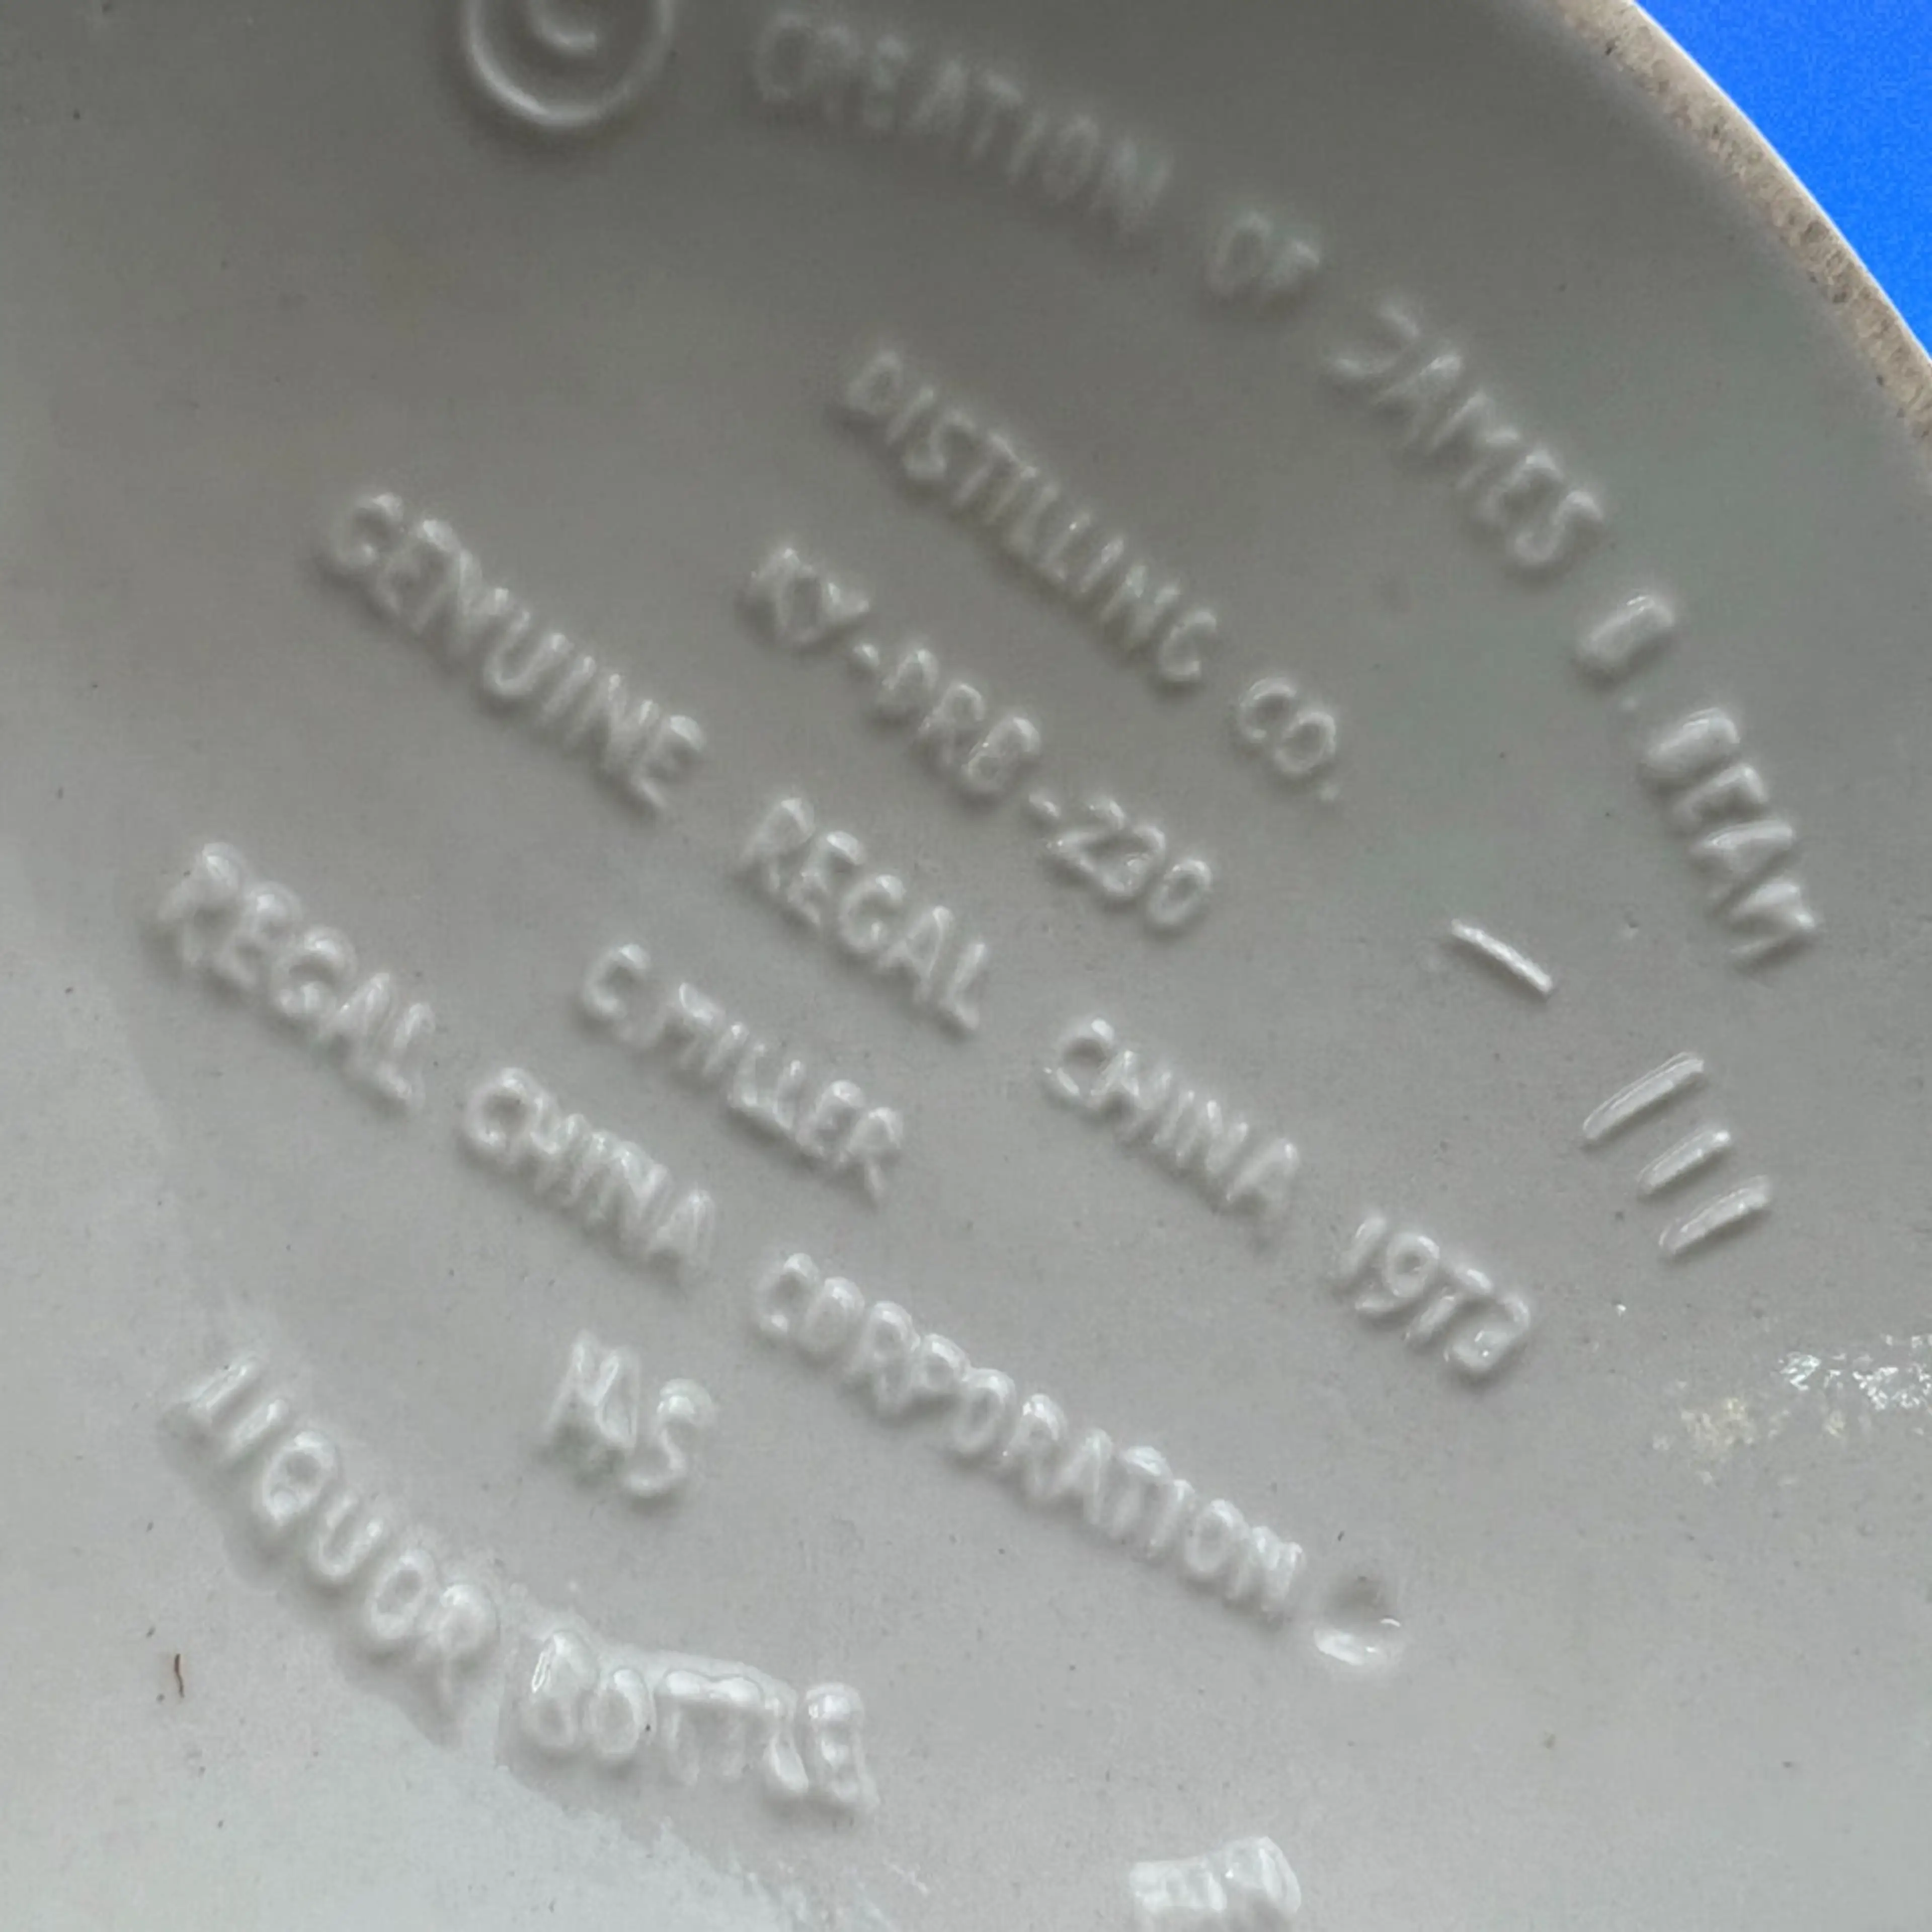 © CREATION OF JAMES B. BEAM
DISTILLING CO.
KY-DRB-230
GENUINE REGAL CHINA 1973
C. MILLER
REGAL CHINA CORPORATION
MS
LIQUOR BOTTLE